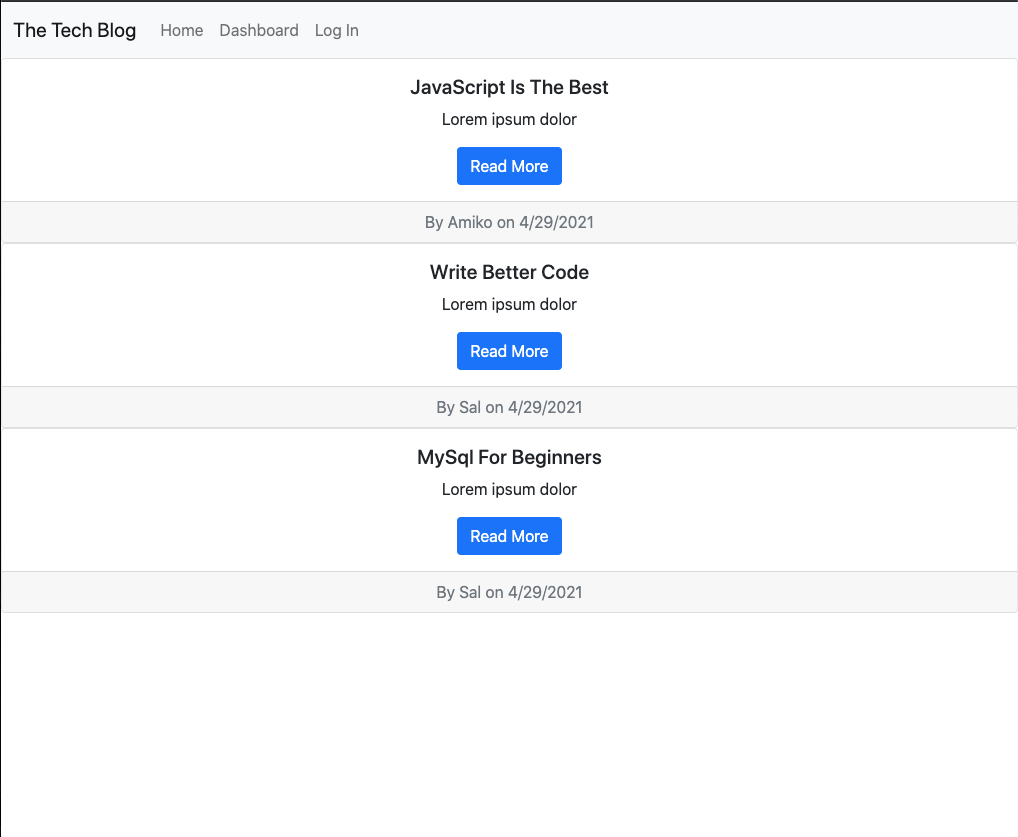 The Tech Blog Home Dashboard Log In
JavaScript Is The Best
Lorem ipsum dolor
Read More
By Amiko on 4/29/2021
Write Better Code
Lorem ipsum dolor
Read More
By Sal on 4/29/2021
MySql For Beginners
Lorem ipsum dolor
Read More
By Sal on 4/29/2021